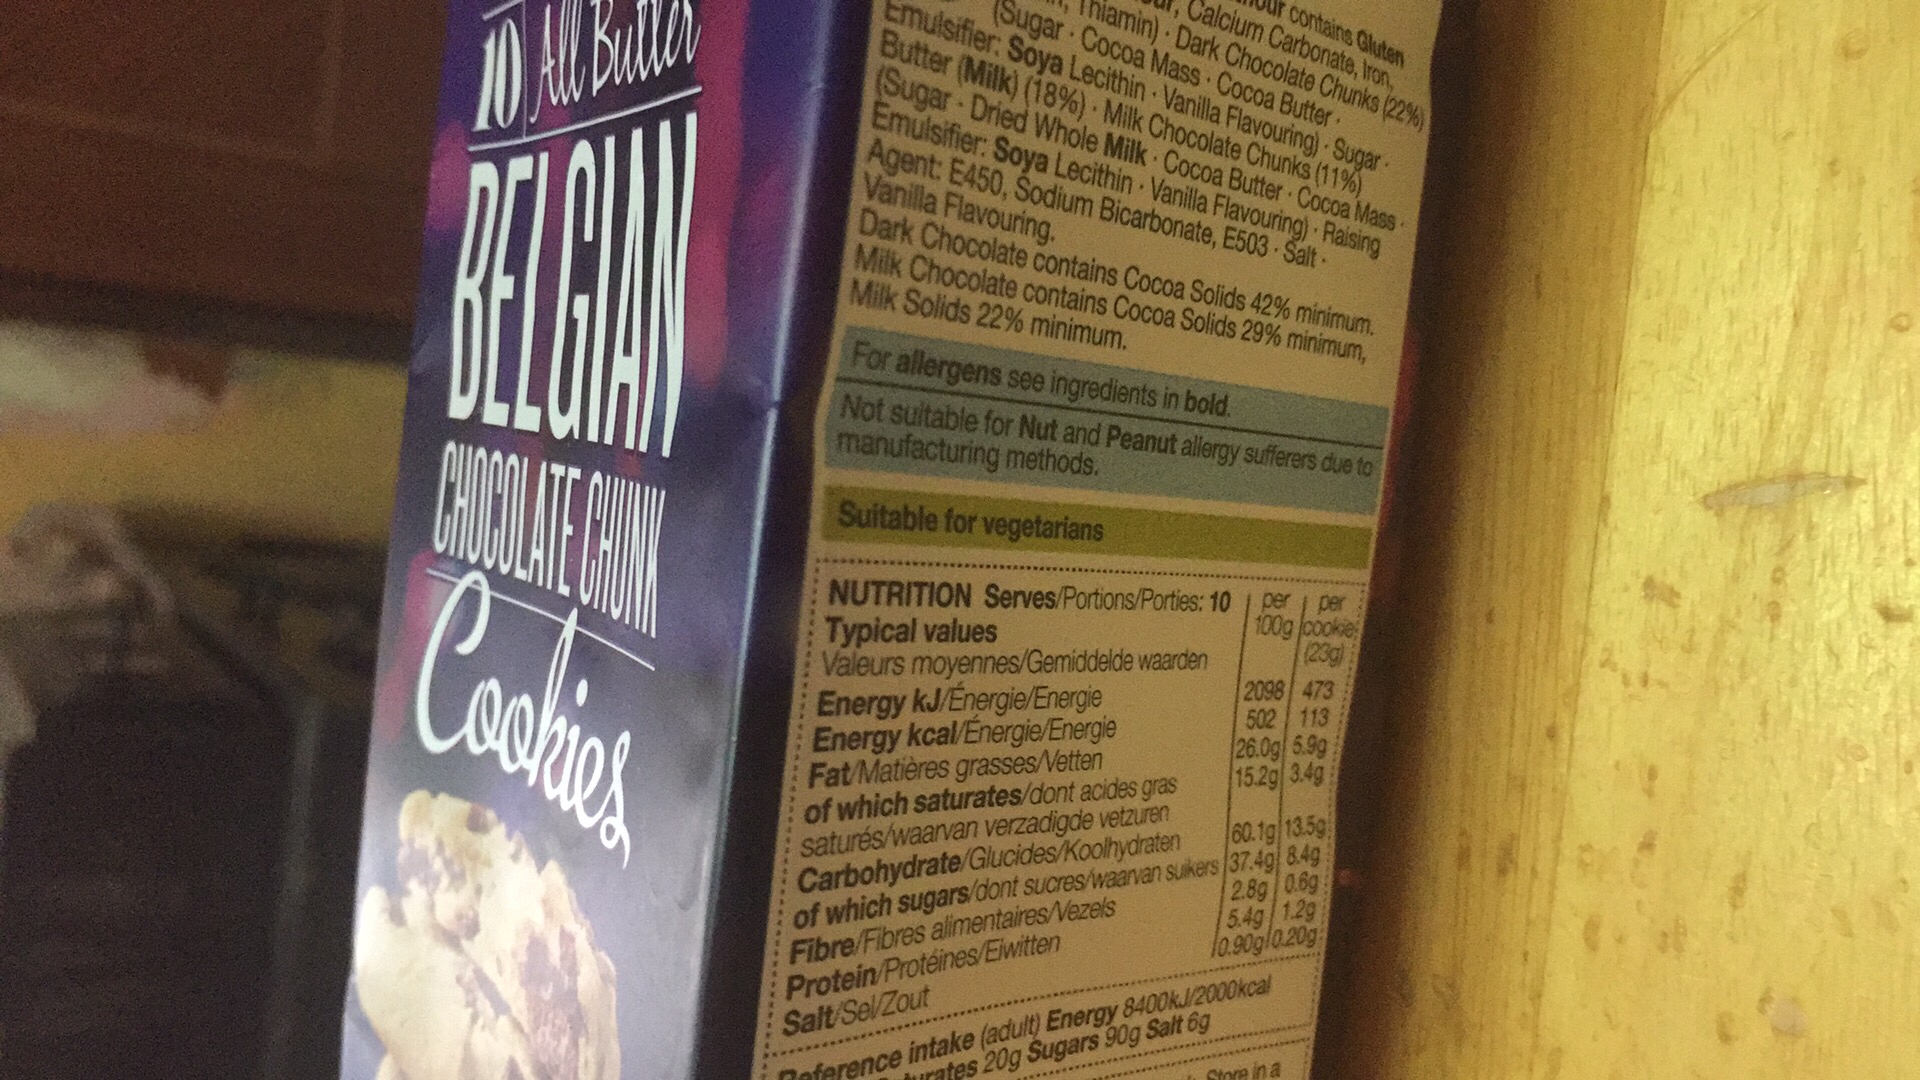 10 All Butter
BELGIAN
CHOCOLATE CHUNK
Cookies
contains Gluten
Calcium Carbonate, Iron,
Thiamin) · Dark Chocolate Chunks (22%)
(Sugar · Cocoa Mass · Cocoa Butter ·
Emulsifier: Soya Lecithin · Vanilla Flavouring) · Sugar ·
Butter (Milk) (18%) · Milk Chocolate Chunks (11%)
(Sugar · Dried Whole Milk · Cocoa Butter · Cocoa Mass ·
Emulsifier: Soya Lecithin · Vanilla Flavouring) · Raising
Agent: E450, Sodium Bicarbonate, E503 · Salt ·
Vanilla Flavouring.
Dark Chocolate contains Cocoa Solids 42% minimum.
Milk Chocolate contains Cocoa Solids 29% minimum,
Milk Solids 22% minimum.
For allergens see ingredients in bold.
Not suitable for Nut and Peanut allergy sufferers due to
manufacturing methods.
Suitable for vegetarians
NUTRITION Serves/Portions/Porties: 10 per 100g per cookie (23g)
Typical values
Valeurs moyennes/Gemiddelde waarden
Energy kJ/Énergie/Energie 2098 473
Energy kcal/Énergie/Energie 502 113
Fat/Matières grasses/Vetten 26.0g 5.9g
of which saturates/dont acides gras 15.2g 3.4g
saturés/waarvan verzadigde vetzuren
Carbohydrate/Glucides/Koolhydraten 60.1g 13.5g
of which sugars/dont sucres/waarvan suikers 37.4g 8.4g
Fibre/Fibres alimentaires/Vezels 2.8g 0.6g
Protein/Protéines/Eiwitten 5.4g 1.2g
Salt/Sel/Zout 0.90g 0.20g
Reference intake (adult) Energy 8400kJ/2000kcal
20g Sugars 90g Salt 6g
Store in a